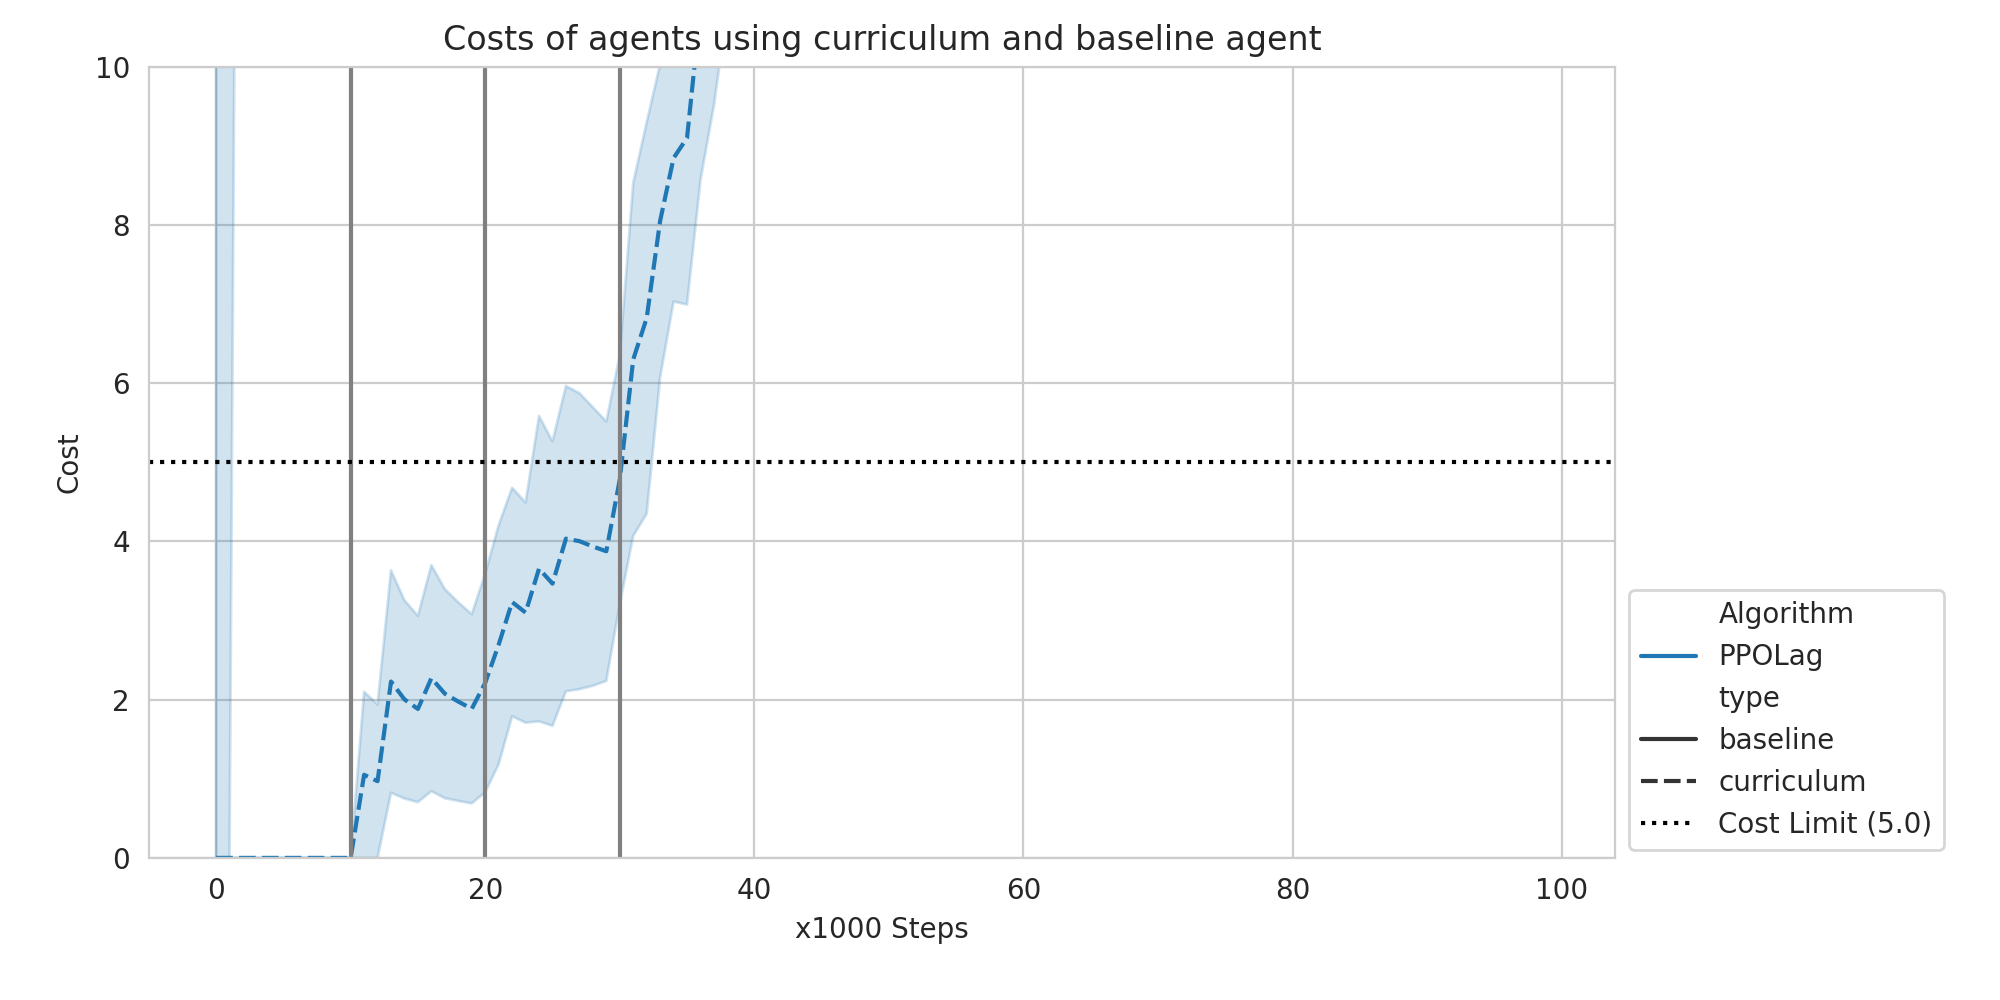 Costs of agents using curriculum and baseline agent
10
8
6
4
2
0
Cost
0 20 40 60 80 100
x1000 Steps
Algorithm
PPOLag
type
baseline
curriculum
Cost Limit (5.0)